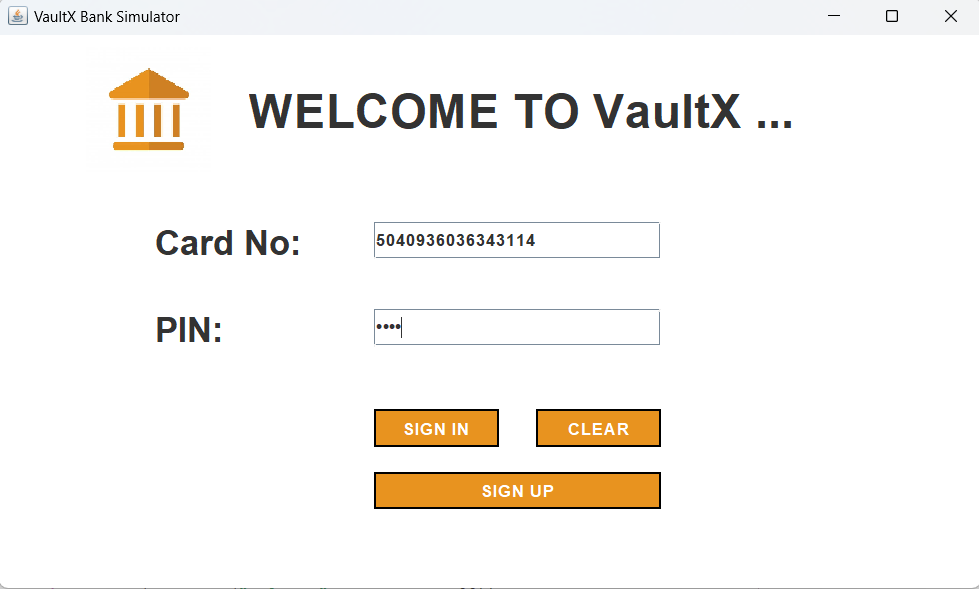 VaultX Bank Simulator
WELCOME TO VaultX ...
Card No:
5040936036343114
PIN:
••••
SIGN IN
CLEAR
SIGN UP